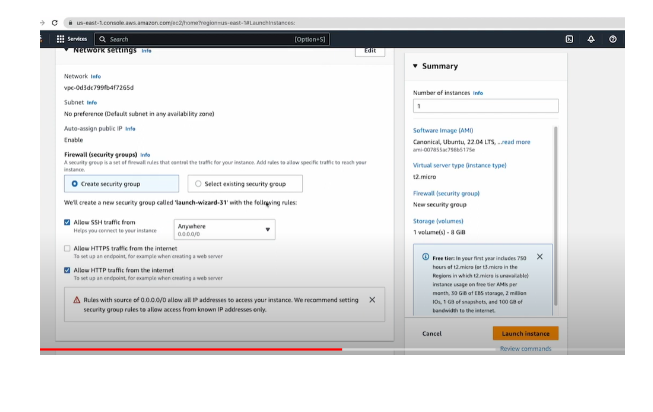 us-east-1.console.aws.amazon.com/ec2/home?region=us-east-1#LaunchInstances:
Services
Search
[Option+S]
Network settings Info
Edit
Network Info
vpc-0d3dc799fb4f7265d
Subnet Info
No preference (Default subnet in any availability zone)
Auto-assign public IP Info
Enable
Firewall (security groups) Info
A security group is a set of firewall rules that control the traffic for your instance. Add rules to allow specific traffic to reach your
instance.
Create security group
Select existing security group
We'll create a new security group called 'launch-wizard-31' with the following rules:
Allow SSH traffic from
Helps you connect to your instance
Anywhere
0.0.0.0/0
Allow HTTPS traffic from the internet
To set up an endpoint, for example when creating a web server
Allow HTTP traffic from the internet
To set up an endpoint, for example when creating a web server
Rules with source of 0.0.0.0/0 allow all IP addresses to access your instance. We recommend setting
security group rules to allow access from known IP addresses only.
Summary
Number of instances Info
1
Software Image (AMI)
Canonical, Ubuntu, 22.04 LTS, ...read more
ami-007855ac798b5175e
Virtual server type (instance type)
t2.micro
Firewall (security group)
New security group
Storage (volumes)
1 volume(s) - 8 GiB
Free tier: In your first year includes 750
hours of t2.micro (or t3.micro in the
Regions in which t2.micro is unavailable)
instance usage on free tier AMIs per
month, 30 GiB of EBS storage, 2 million
IOs, 1 GB of snapshots, and 100 GB of
bandwidth to the internet.
Cancel
Launch instance
Review commands